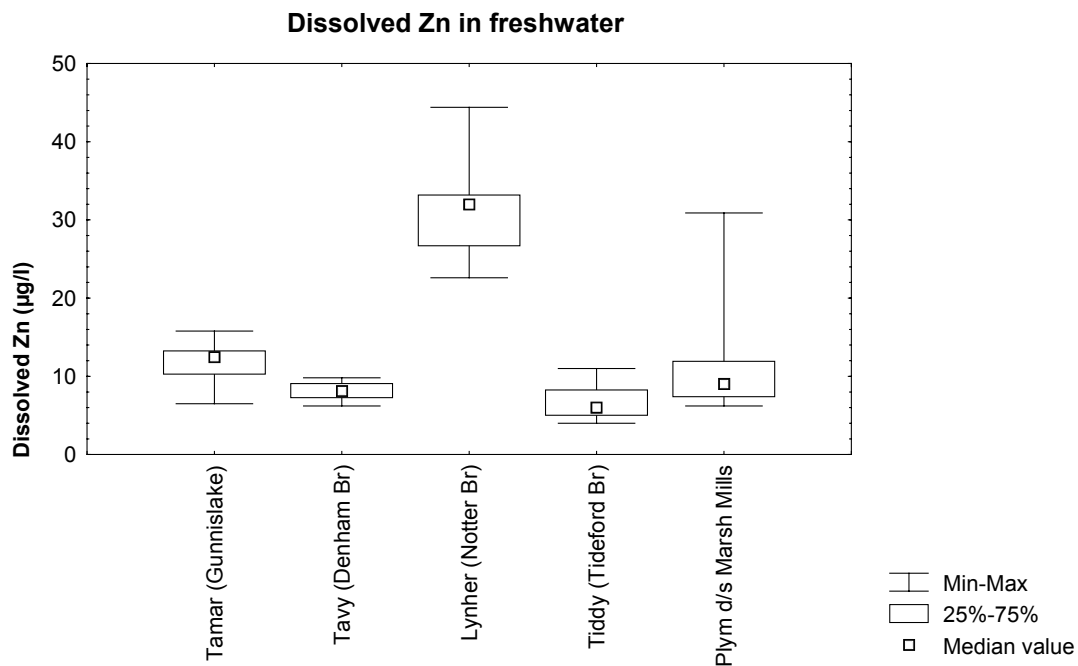 Dissolved Zn in freshwater
Dissolved Zn (µg/l)
50
40
30
20
10
0
Tamar (Gunnislake)
Tavy (Denham Br)
Lynher (Notter Br)
Tiddy (Tideford Br)
Plym d/s Marsh Mills
Min-Max
25%-75%
Median value